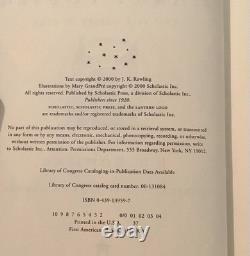 Text copyright © 2000 by J. K. Rowling
Illustrations by Mary GrandPré copyright © 2000 Scholastic Inc.
All rights reserved. Published by Scholastic Press, a division of Scholastic Inc.,
Publishers since 1920.
SCHOLASTIC, SCHOLASTIC PRESS, and the LANTERN LOGO
are trademarks and/or registered trademarks of Scholastic Inc.
No part of this publication may be reproduced, or stored in a retrieval system, or transmitted
in any form or by any means, electronic, mechanical, photocopying, recording, or otherwise,
without written permission of the publisher. For information regarding permission, write
to Scholastic Inc., Attention: Permissions Department, 555 Broadway, New York, NY 10012.
Library of Congress Cataloging-in-Publication Data Available
Library of Congress catalog card number: 00-131084
ISBN 0-439-13959-7
10 9 8 7 6 5 4 3 2 0/0 01 02 03 04
Printed in the U.S.A. 37
First American